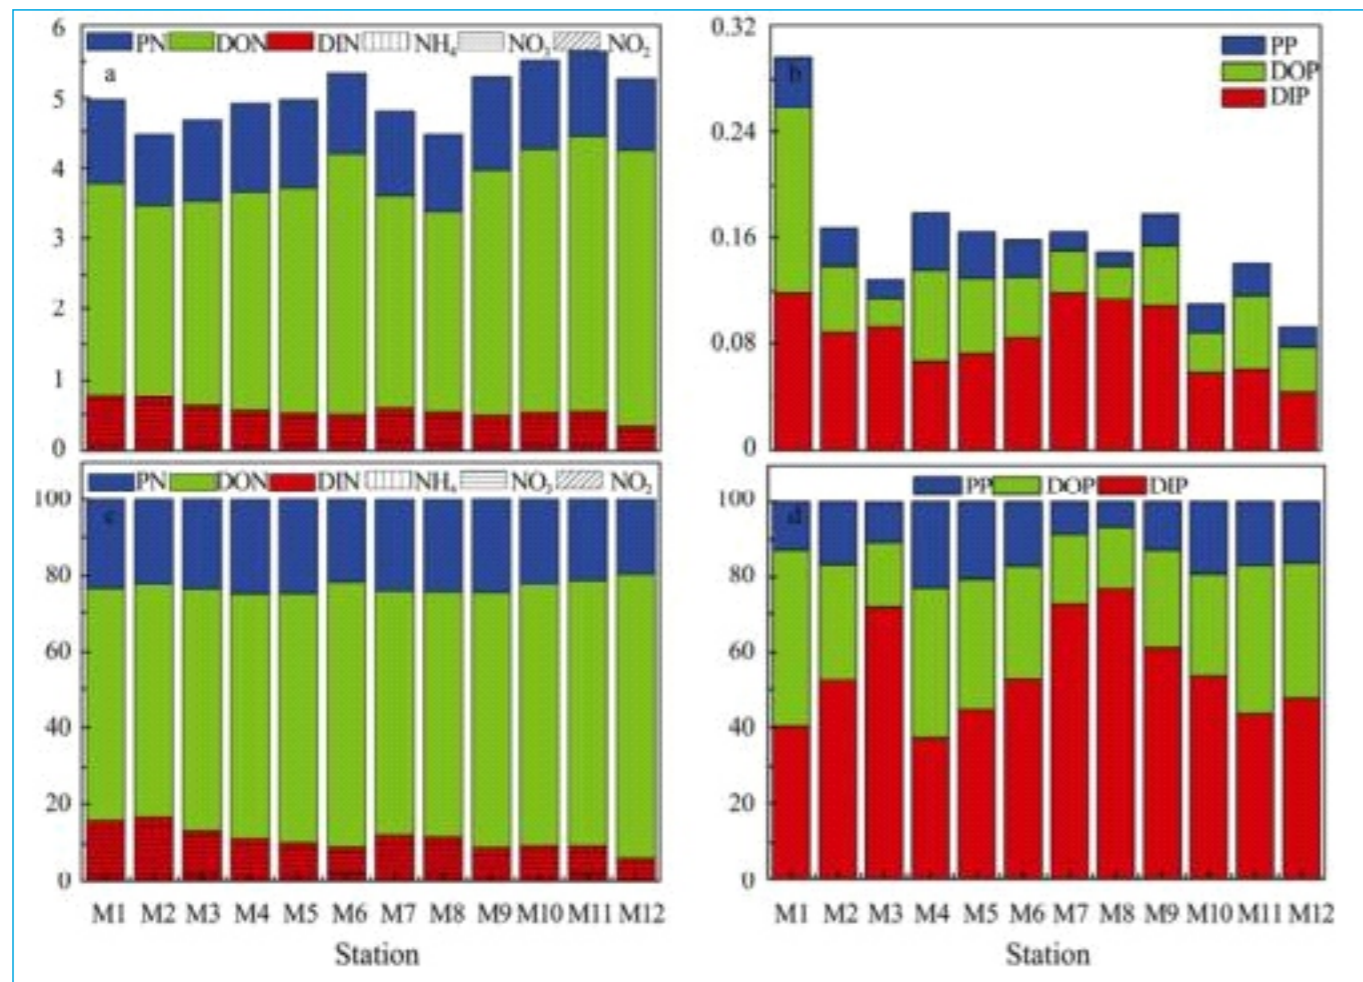 6
PN DON DIN NH₄ NO₃ NO₂
a
5
4
3
2
1
0
0.32
PP
b
DOP
DIP
0.24
0.16
0.08
0
PN DON DIN NH₄ NO₃ NO₂
100
c
80
60
40
20
0
M1 M2 M3 M4 M5 M6 M7 M8 M9 M10 M11 M12
Station
PP DOP DIP
100
d
80
60
40
20
0
M1 M2 M3 M4 M5 M6 M7 M8 M9 M10 M11 M12
Station